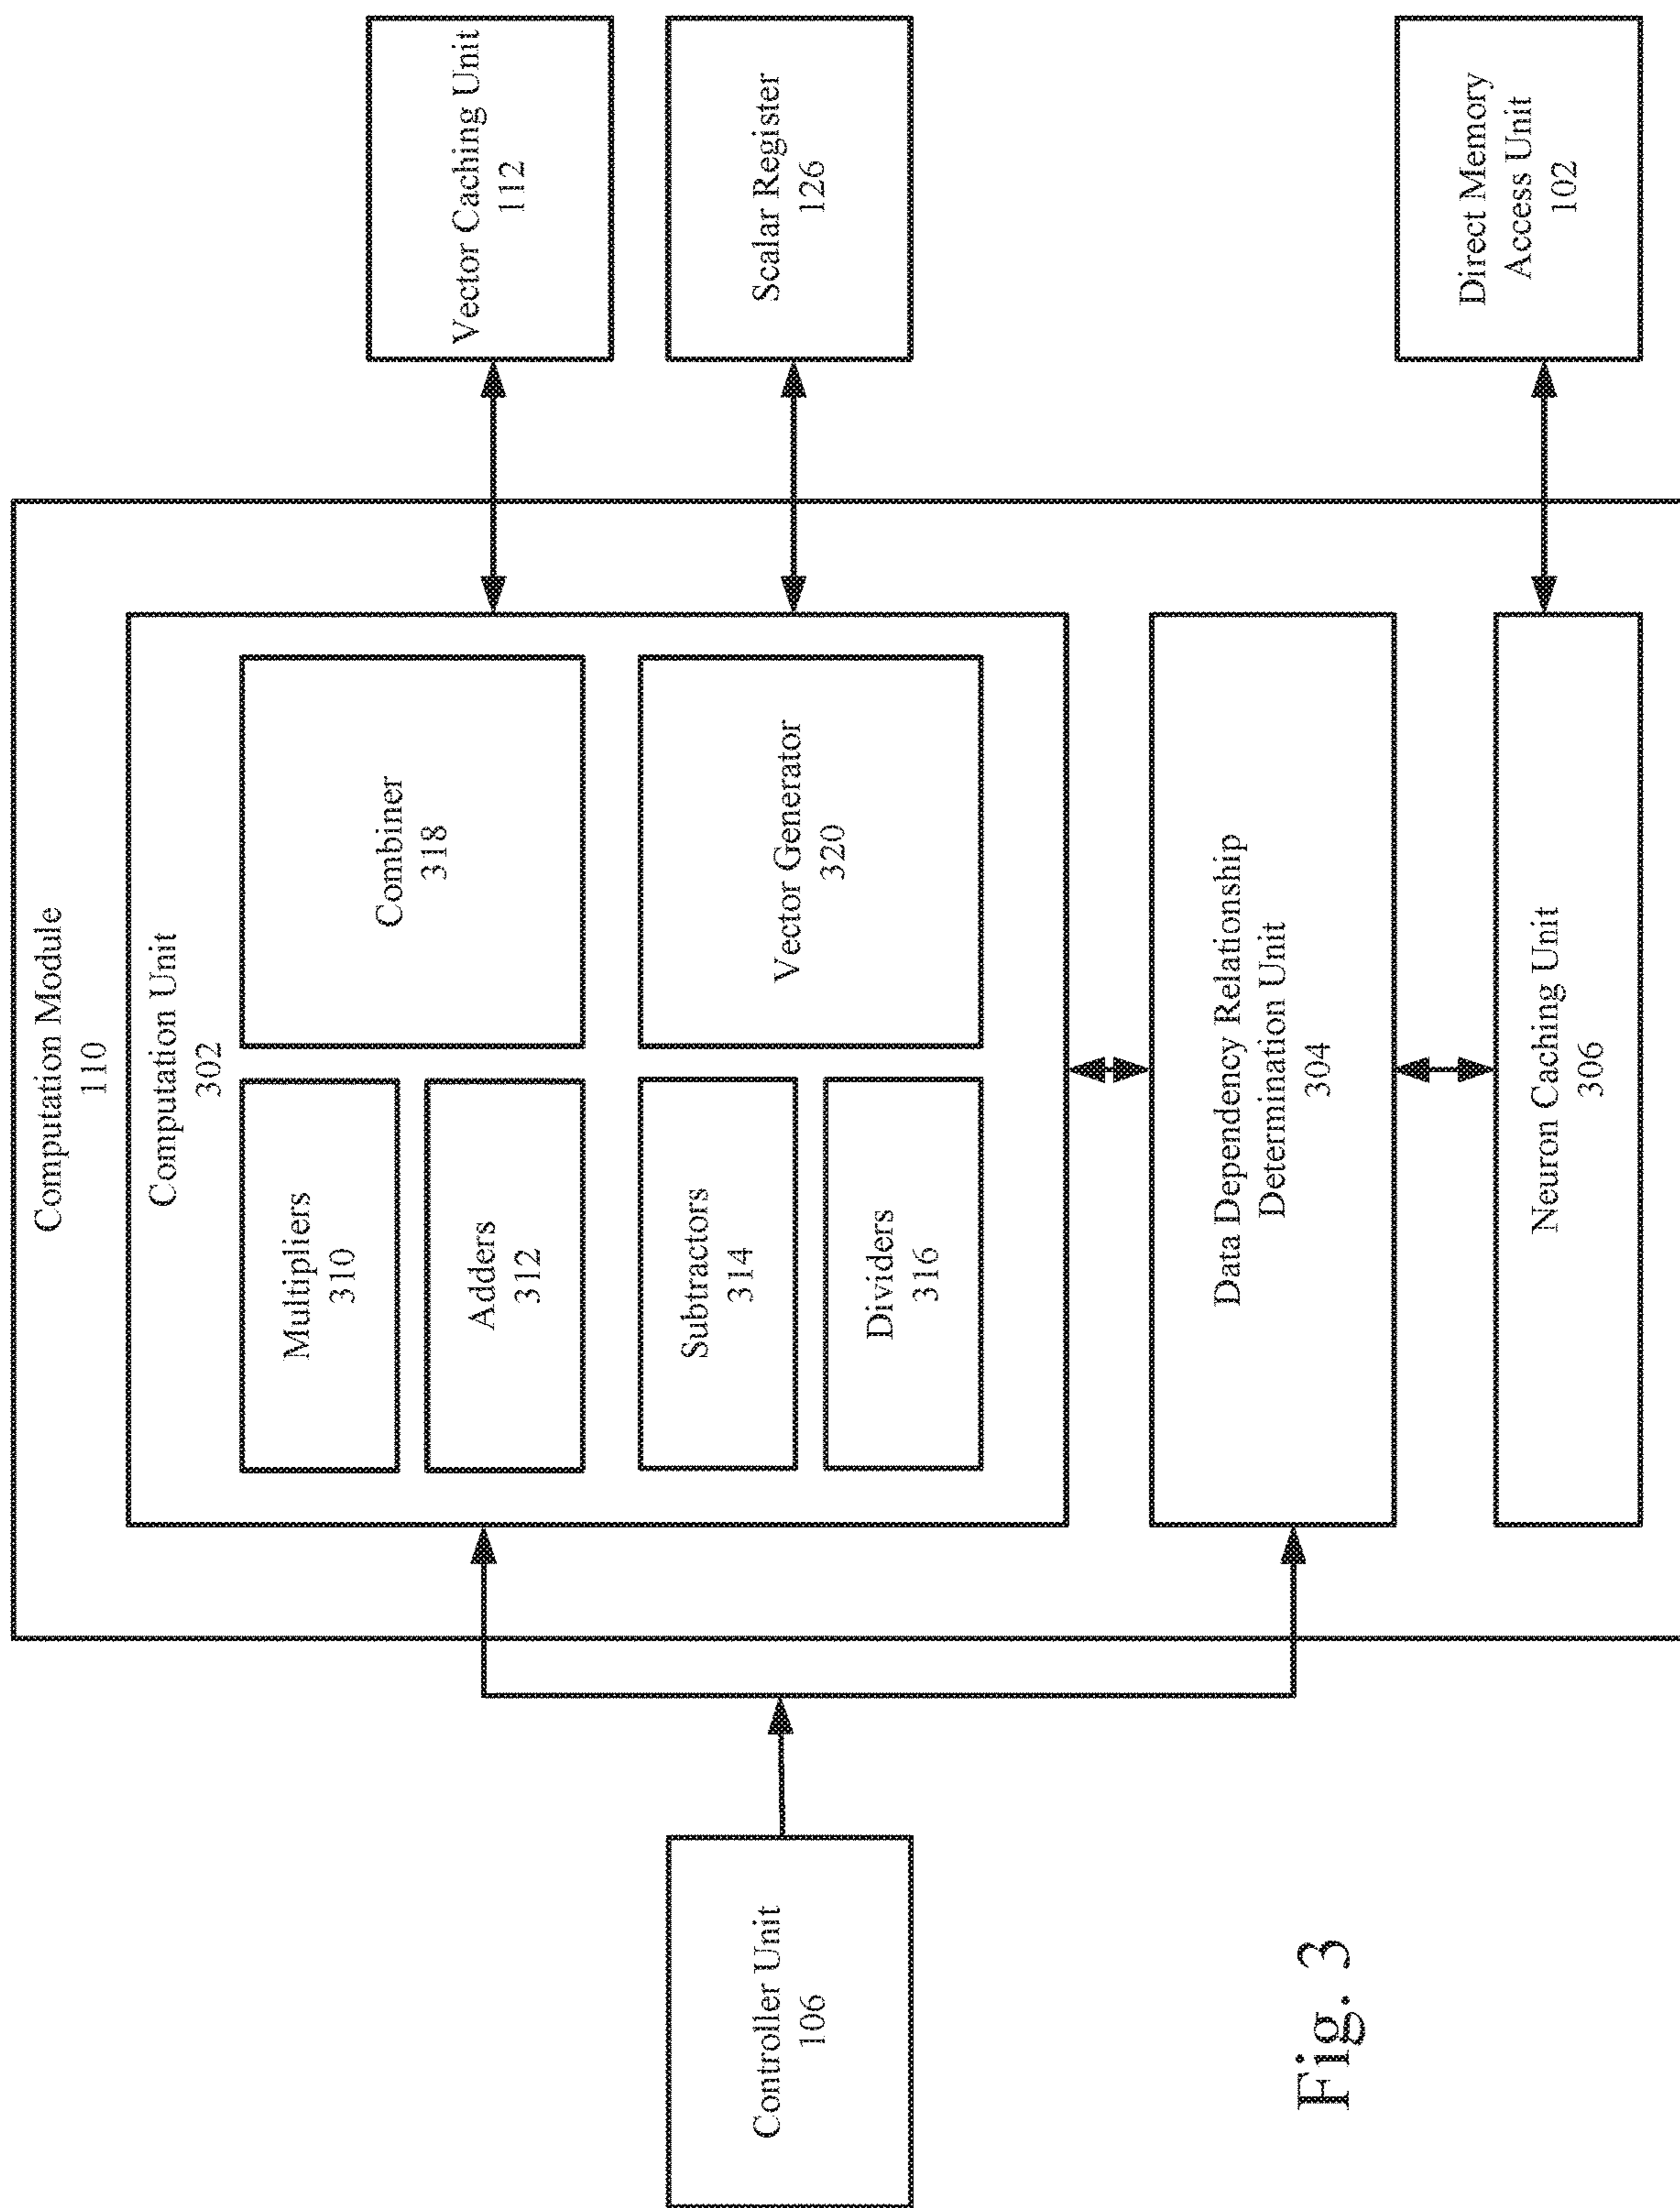 Computation Module
110
Computation Unit
302
Multipliers
310
Adders
312
Combiner
318
Subtractors
314
Dividers
316
Vector Generator
320
Data Dependency Relationship
Determination Unit
304
Neuron Caching Unit
306
Controller Unit
106
Vector Caching Unit
112
Scalar Register
126
Direct Memory
Access Unit
102
Fig. 3